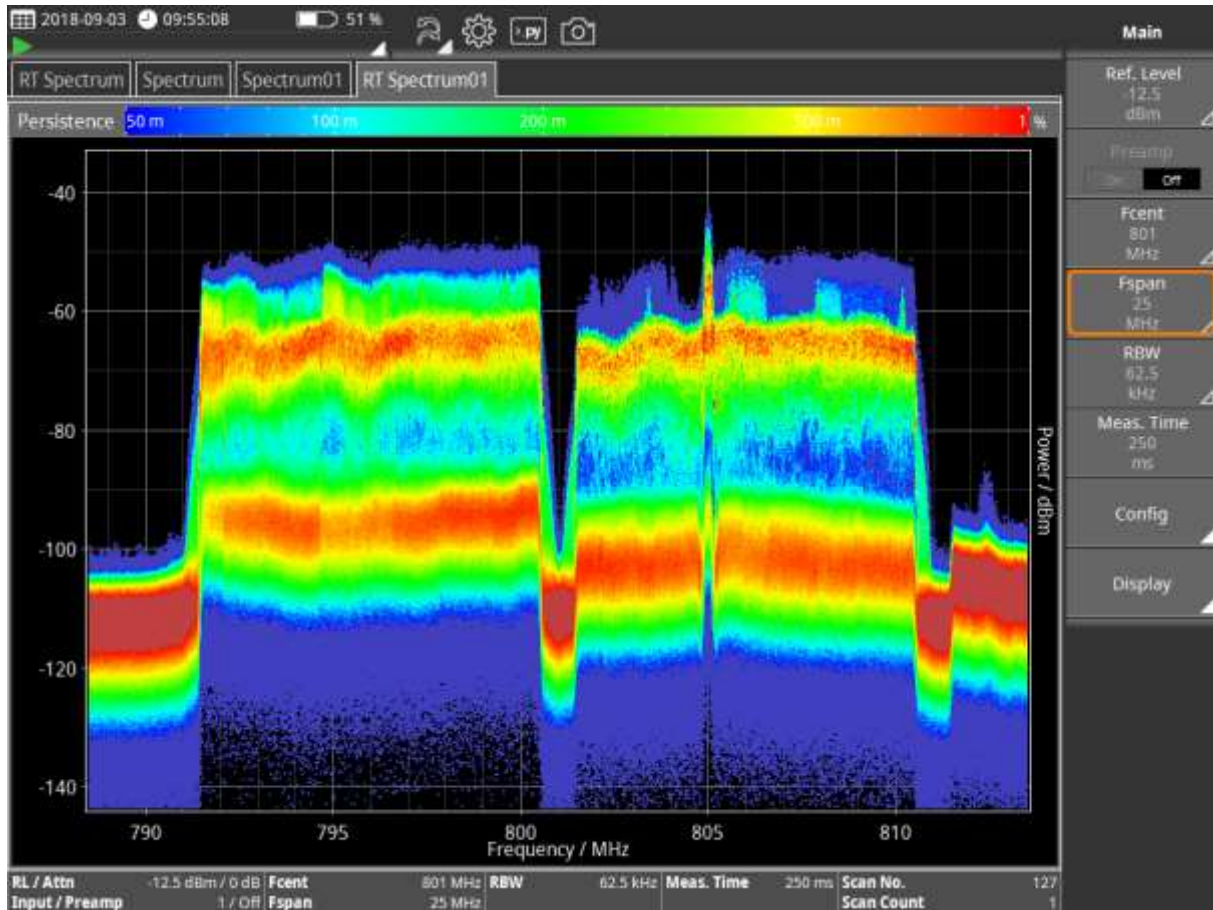 2018-09-03 09:55:08 51 %
>.py
Main
RT Spectrum Spectrum Spectrum01 RT Spectrum01
Persistence 50 m 100 m 200 m 500 m 1 %
-40
-60
-80
-100
-120
-140
Power / dBm
790 795 800 805 810
Frequency / MHz
Ref. Level
-12.5
dBm
Preamp
On Off
Fcent
801
MHz
Fspan
25
MHz
RBW
62.5
kHz
Meas. Time
250
ms
Config
Display
RL / Attn -12.5 dBm / 0 dB Fcent 801 MHz RBW 62.5 kHz Meas. Time 250 ms Scan No. 127
Input / Preamp 1 / Off Fspan 25 MHz Scan Count 1